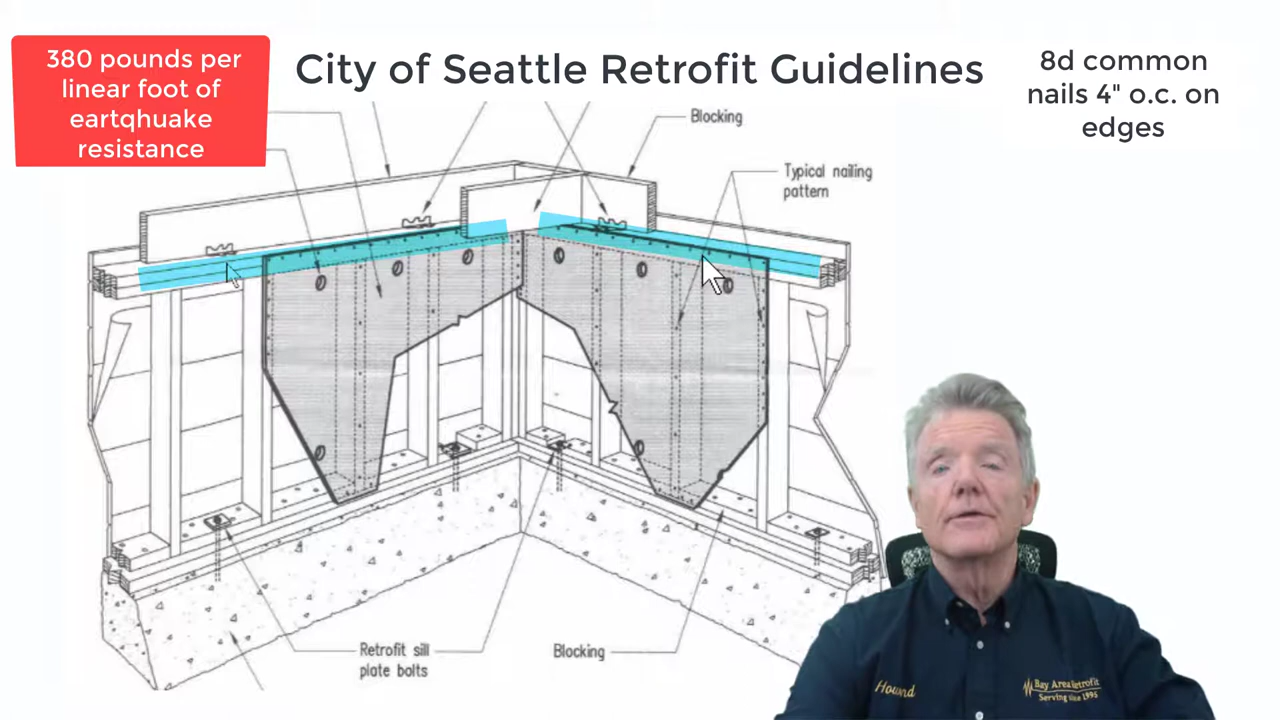 380 pounds per
linear foot of
eartqhuake
resistance
City of Seattle Retrofit Guidelines
8d common
nails 4" o.c. on
edges
Blocking
Typical nailing
pattern
Retrofit sill
plate bolts
Blocking
Howard
Bay Area Retrofit
Serving since 1995